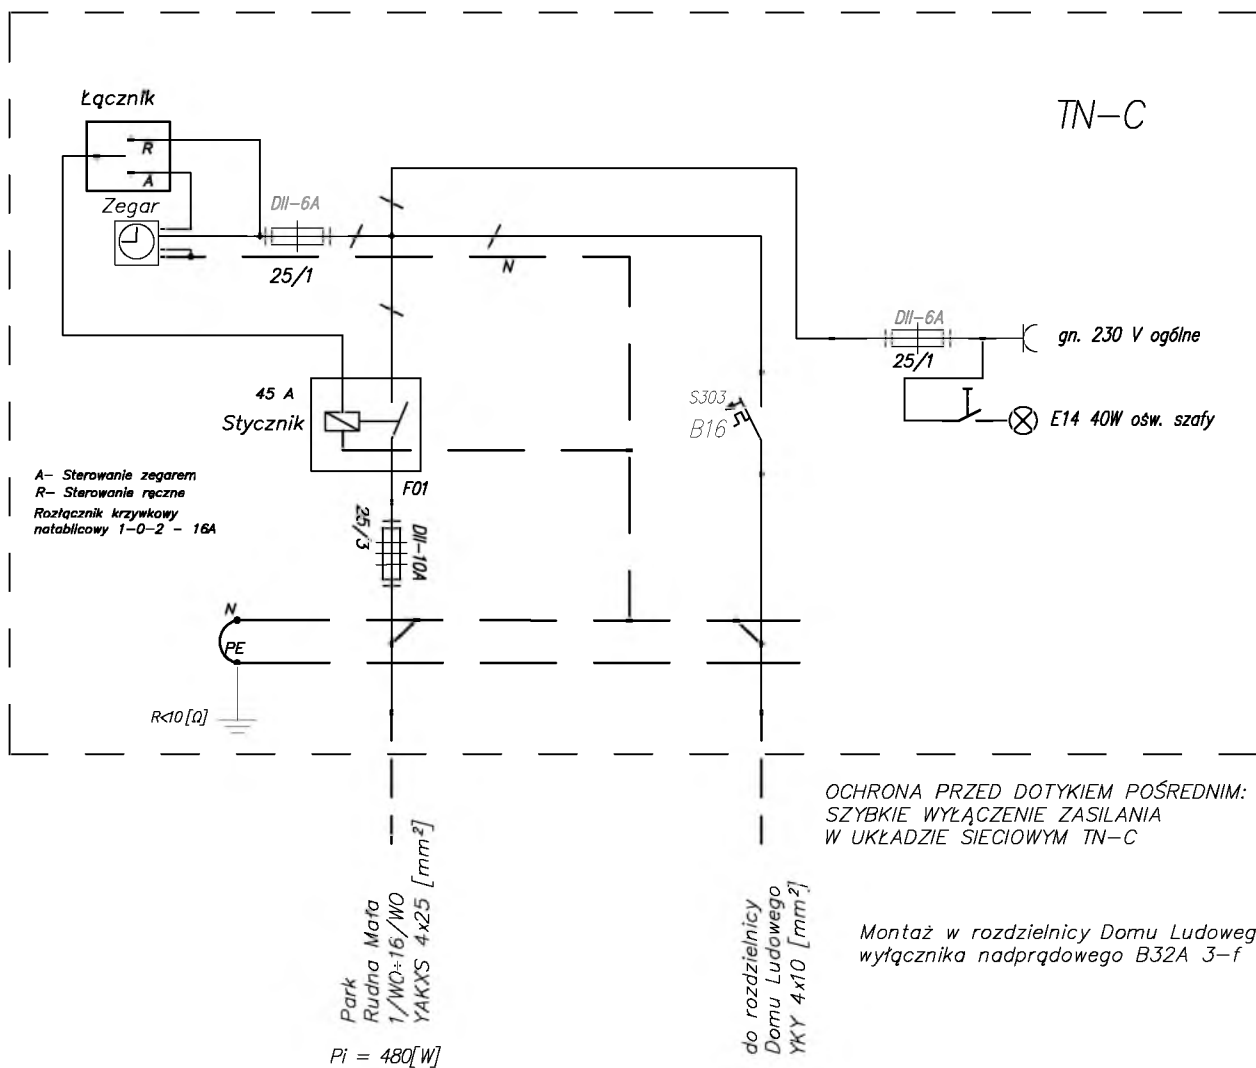 TN-C
Łącznik
R
A
Zegar
DII-6A
25/1
N
DII-6A
25/1
gn. 230 V ogólne
E14 40W ośw. szafy
45 A
Stycznik
F01
S303
B16
A- Sterowanie zegarem
R- Sterowanie ręczne
Rozłącznik krzywkowy
natablicowy 1-0-2 - 16A
25/3
DII-10A
N
PE
R<10[Ω]
OCHRONA PRZED DOTYKIEM POŚREDNIM:
SZYBKIE WYŁĄCZENIE ZASILANIA
W UKŁADZIE SIECIOWYM TN-C
Park
Rudna Mała
1/WO÷16/WO
YAKXS 4x25 [mm²]
Pi = 480[W]
do rozdzielnicy
Domu Ludowego
YKY 4x10 [mm²]
Montaż w rozdzielnicy Domu Ludoweg
wyłącznika nadprądowego B32A 3-f